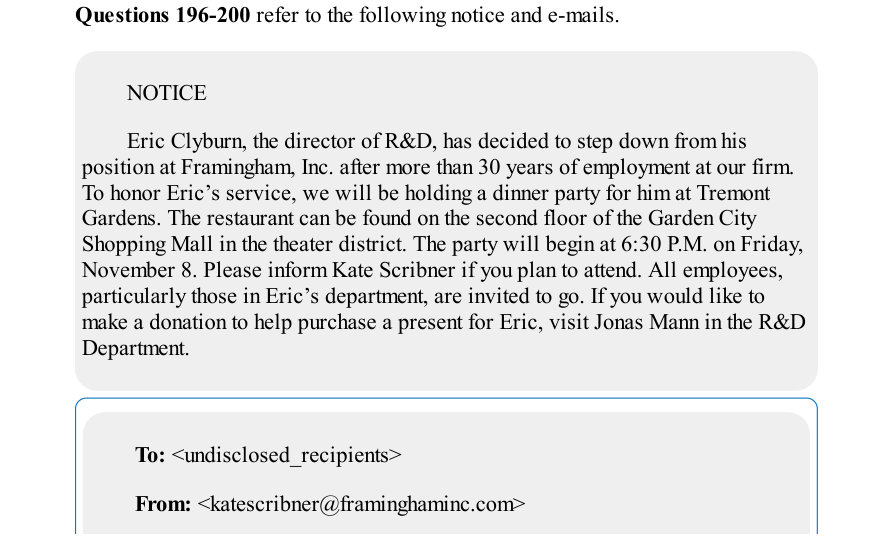 Questions 196-200 refer to the following notice and e-mails.
NOTICE
Eric Clyburn, the director of R&D, has decided to step down from his
position at Framingham, Inc. after more than 30 years of employment at our firm.
To honor Eric’s service, we will be holding a dinner party for him at Tremont
Gardens. The restaurant can be found on the second floor of the Garden City
Shopping Mall in the theater district. The party will begin at 6:30 P.M. on Friday,
November 8. Please inform Kate Scribner if you plan to attend. All employees,
particularly those in Eric’s department, are invited to go. If you would like to
make a donation to help purchase a present for Eric, visit Jonas Mann in the R&D
Department.
To: <undisclosed_recipients>
From: <katescribner@framinghaminc.com>